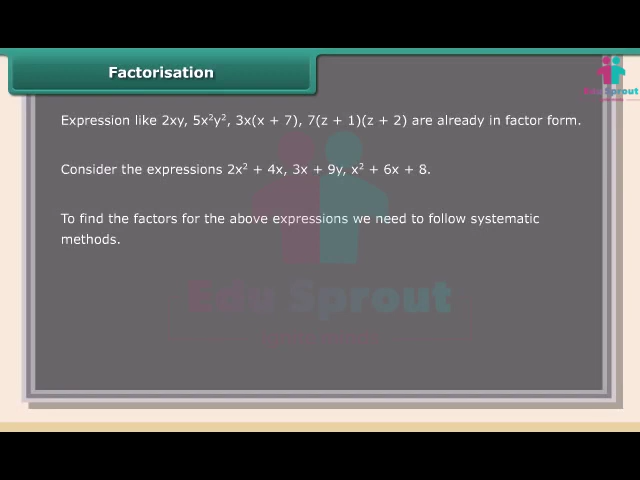 Factorisation
Edu Sprout
Expression like 2xy, 5x²y², 3x(x + 7), 7(z + 1)(z + 2) are already in factor form.
Consider the expressions 2x² + 4x, 3x + 9y, x² + 6x + 8.
To find the factors for the above expressions we need to follow systematic
methods.
Edu Sprout